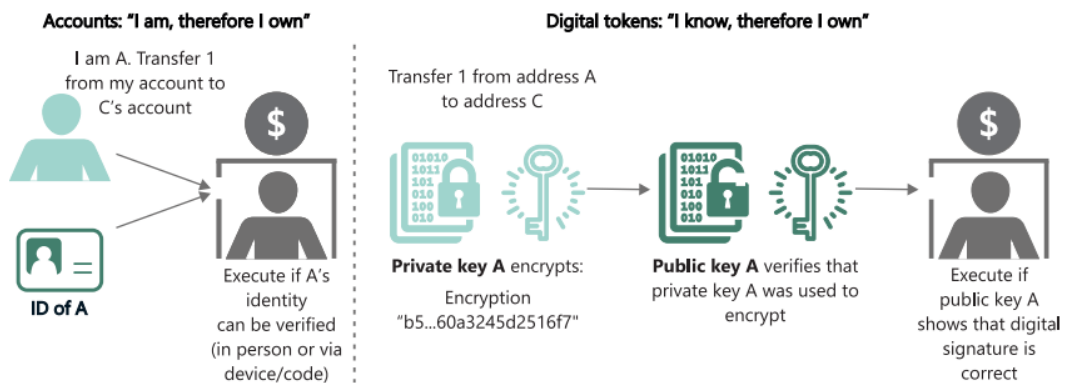 Accounts: "I am, therefore I own"
I am A. Transfer 1
from my account to
C's account
$
ID of A
Execute if A's
identity
can be verified
(in person or via
device/code)
Digital tokens: "I know, therefore I own"
Transfer 1 from address A
to address C
01010
1011
101
010
100
010
Private key A encrypts:
Encryption
"b5...60a3245d2516f7"
01010
1011
101
010
100
010
Public key A verifies that
private key A was used to
encrypt
$
Execute if
public key A
shows that digital
signature is
correct